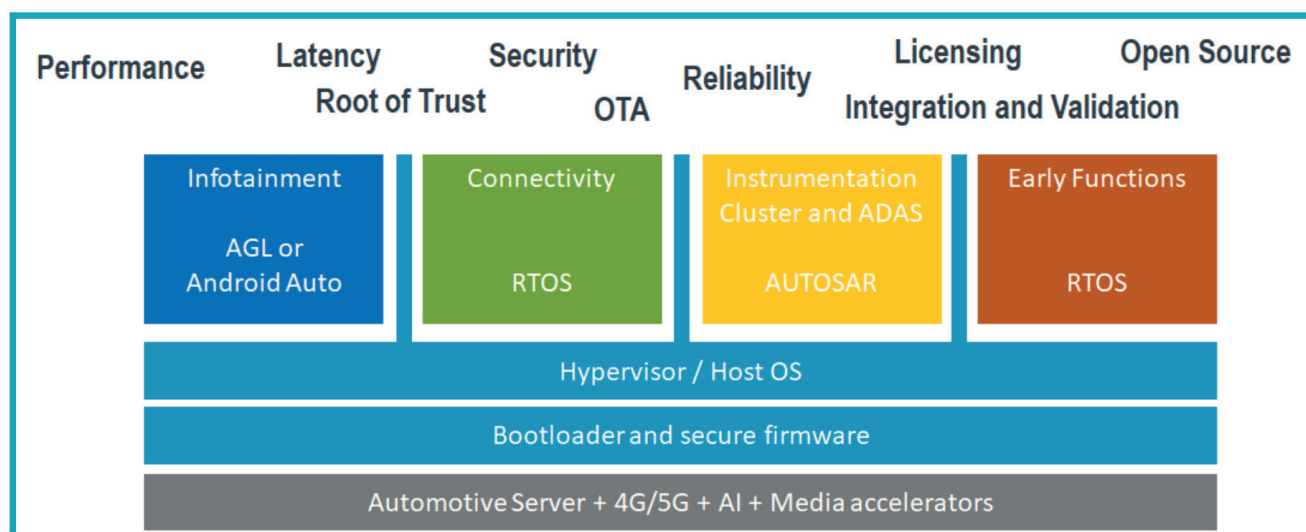 Performance
Latency
Security
Licensing
Open Source
Root of Trust
OTA
Reliability
Integration and Validation
Infotainment
AGL or
Android Auto
Connectivity
RTOS
Instrumentation
Cluster and ADAS
AUTOSAR
Early Functions
RTOS
Hypervisor / Host OS
Bootloader and secure firmware
Automotive Server + 4G/5G + AI + Media accelerators